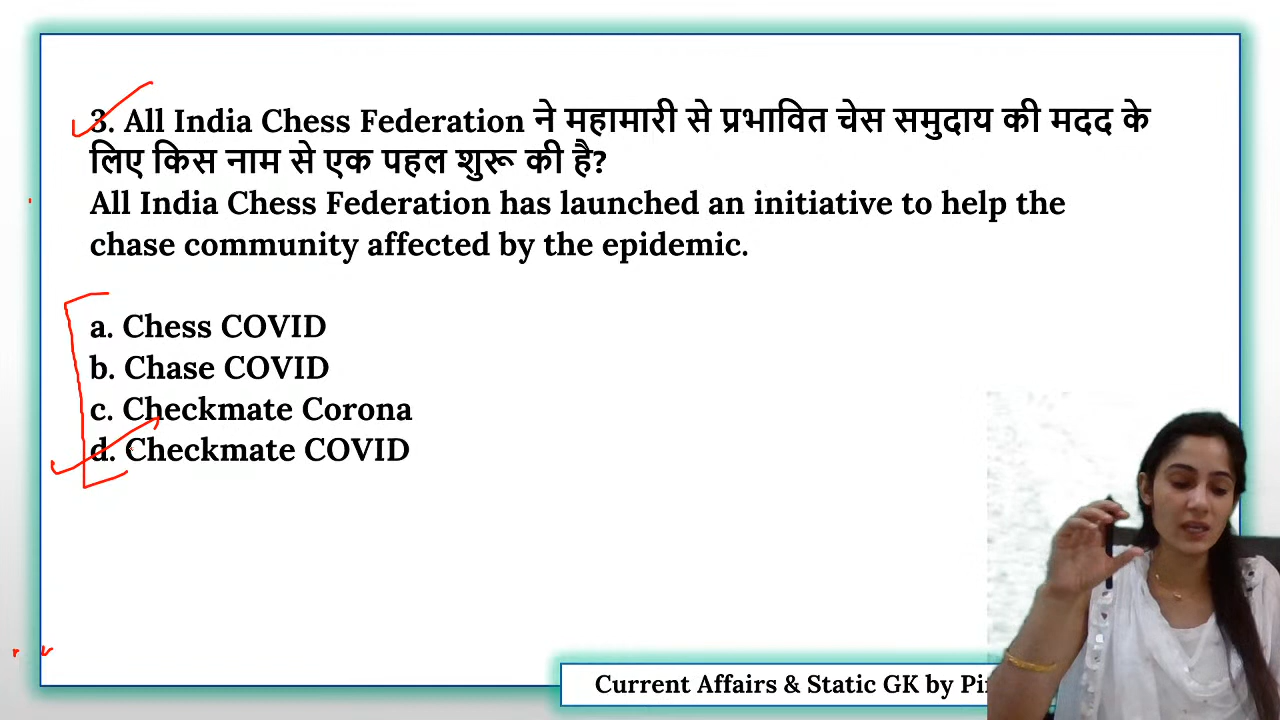 3. All India Chess Federation ने महामारी से प्रभावित चेस समुदाय की मदद के
लिए किस नाम से एक पहल शुरू की है?
All India Chess Federation has launched an initiative to help the
chase community affected by the epidemic.
a. Chess COVID
b. Chase COVID
c. Checkmate Corona
d. Checkmate COVID
Current Affairs & Static GK by